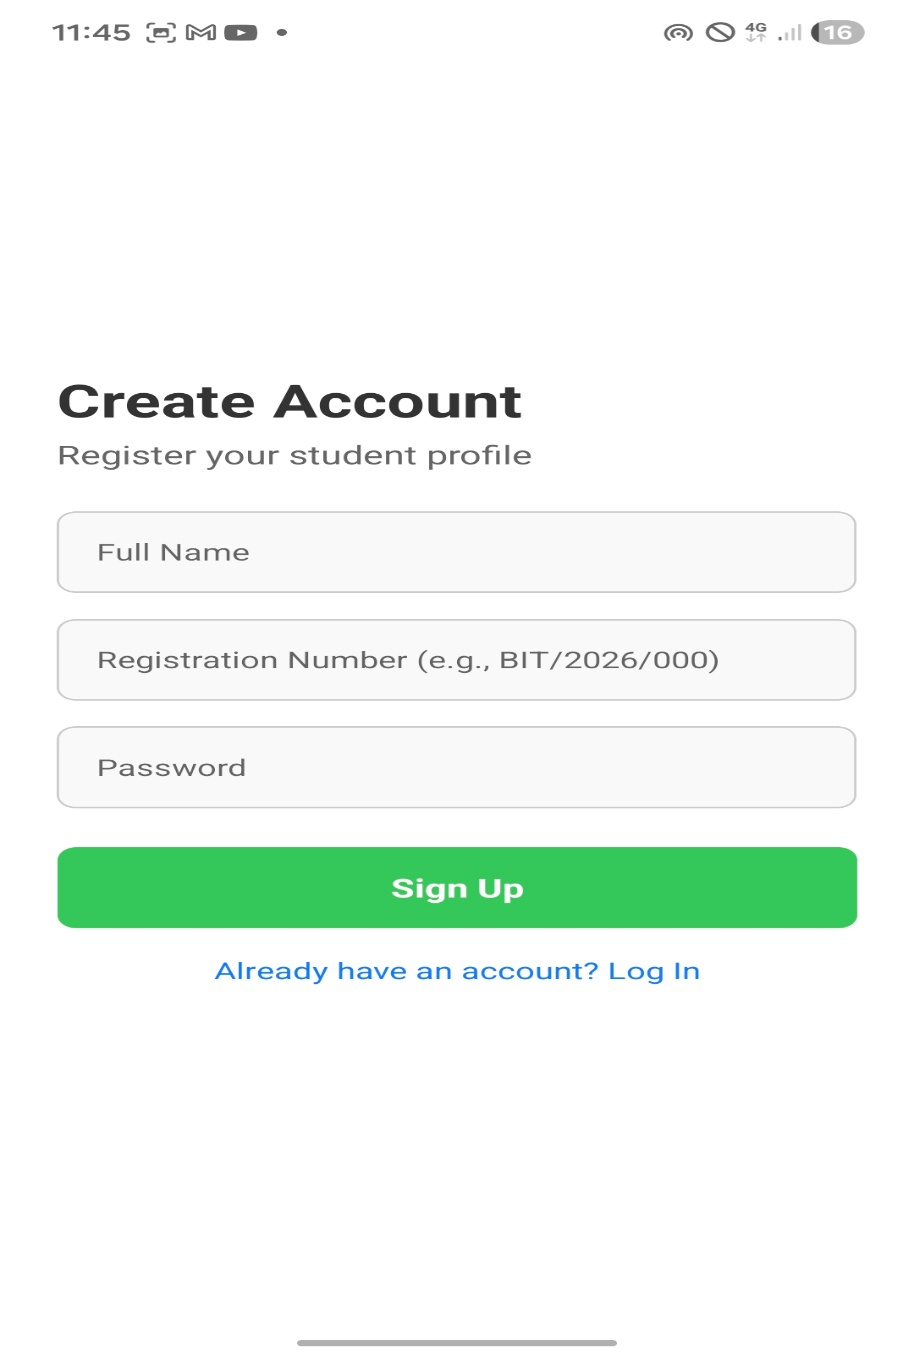 11:45
4G
16
Create Account
Register your student profile
Full Name
Registration Number (e.g., BIT/2026/000)
Password
Sign Up
Already have an account? Log In